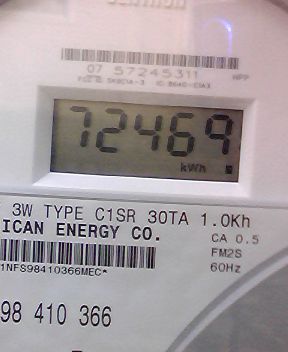 07 57245311
72469
kWh
3W TYPE C1SR 30TA 1.0Kh
ICAN ENERGY CO.
CA 0.5
FM2S
60Hz
1NFS98410366MEC*
98 410 366